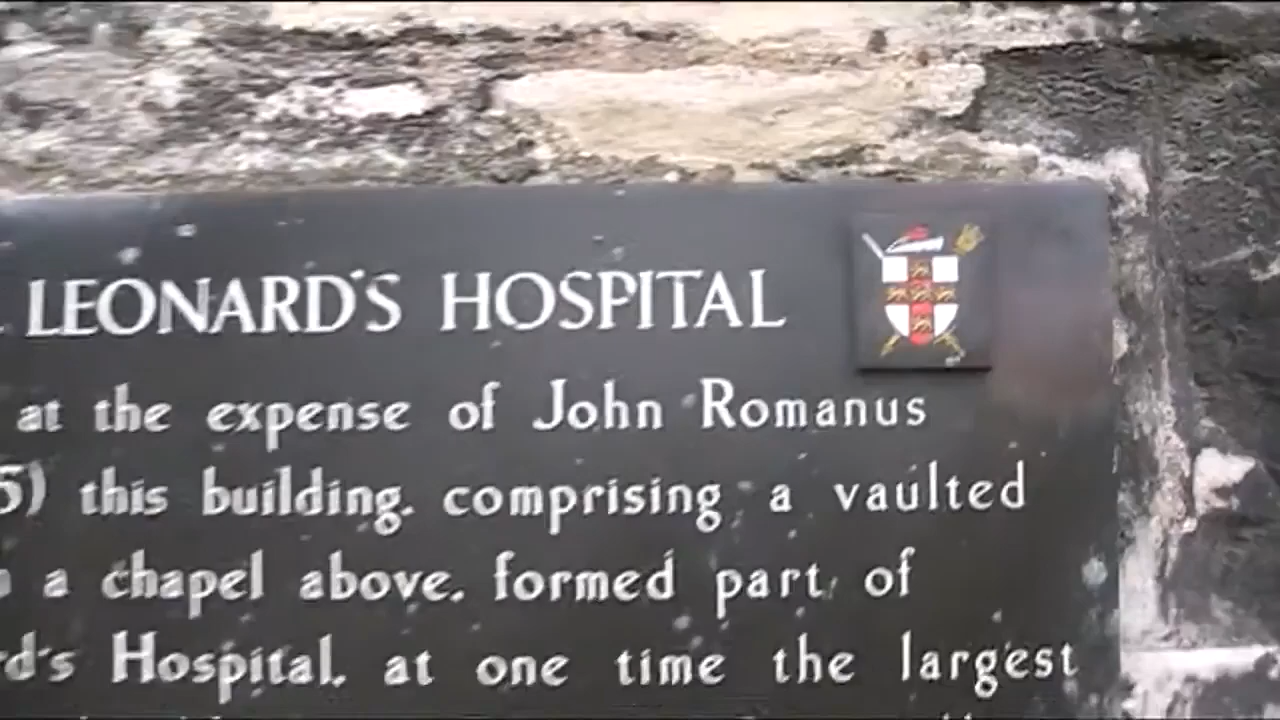 LEONARD'S HOSPITAL
at the expense of John Romanus
5) this building, comprising a vaulted
a chapel above, formed part of
rd's Hospital, at one time the largest